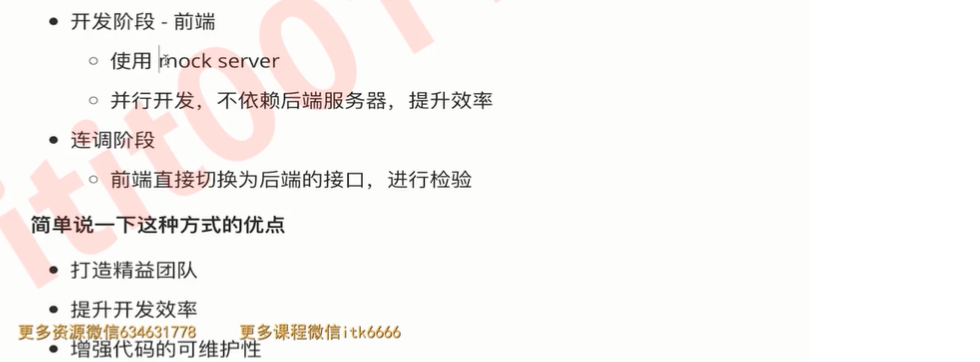 开发阶段 - 前端
使用 mock server
并行开发，不依赖后端服务器，提升效率
连调阶段
前端直接切换为后端的接口，进行检验
简单说一下这种方式的优点
打造精益团队
提升开发效率
更多资源微信634631778 更多课程微信itk6666
增强代码的可维护性
itit001